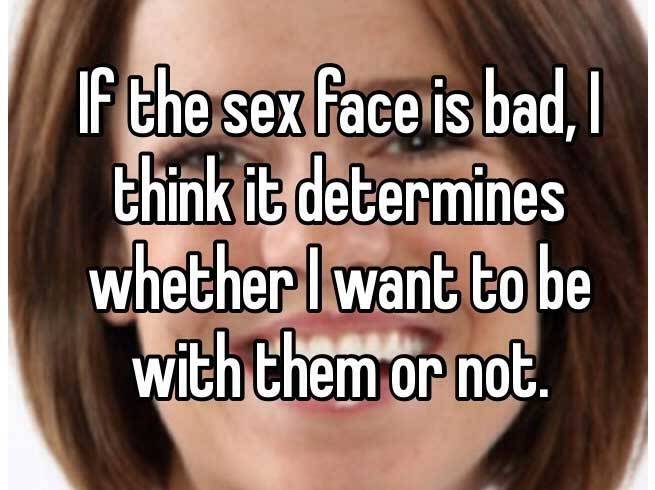 If the sex face is bad, I
think it determines
whether I want to be
with them or not.